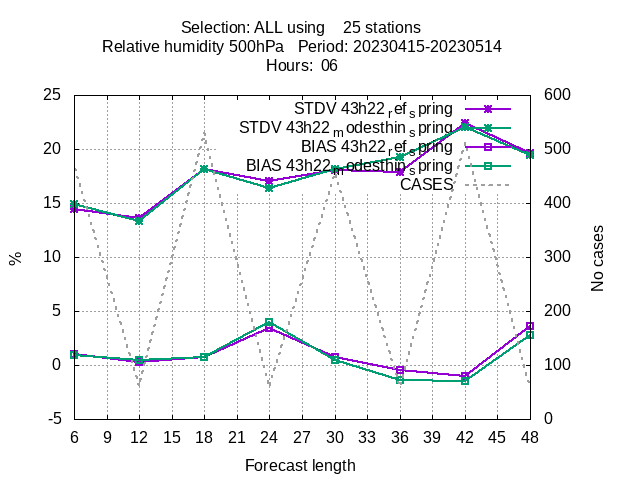 Selection: ALL using    25 stations
Relative humidity 500hPa   Period: 20230415-20230514
Hours:  06
STDV 43h22_ref_spring
STDV 43h22_modesthin_spring
BIAS 43h22_ref_spring
BIAS 43h22_modesthin_spring
CASES
25
20
15
10
5
0
-5
%
600
500
400
300
200
100
0
No cases
6 9 12 15 18 21 24 27 30 33 36 39 42 45 48
Forecast length